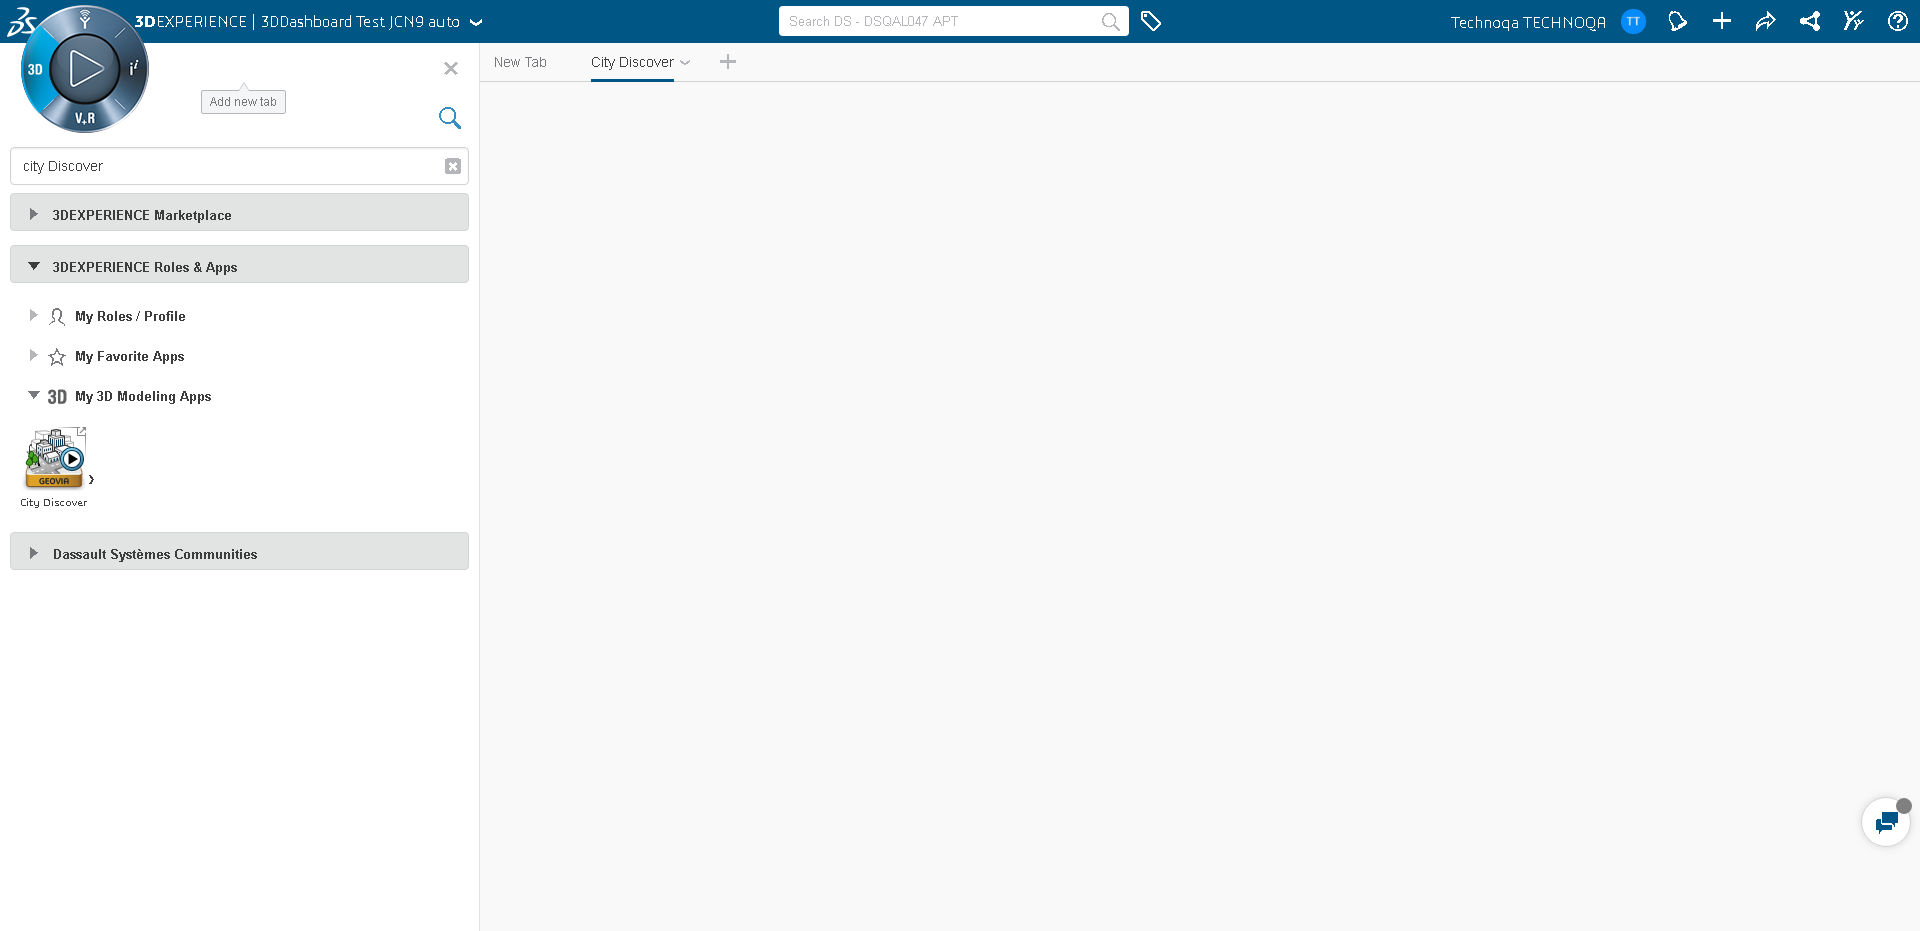 3DEXPERIENCE | 3DDashboard Test JCN9 auto
Search DS - DSQAL047 APT
Technoqa TECHNOQA
TT
3D
i
V+R
Add new tab
New Tab
City Discover
city Discover
3DEXPERIENCE Marketplace
3DEXPERIENCE Roles & Apps
My Roles / Profile
My Favorite Apps
3D My 3D Modeling Apps
GEOVIA
City Discover
Dassault Systèmes Communities